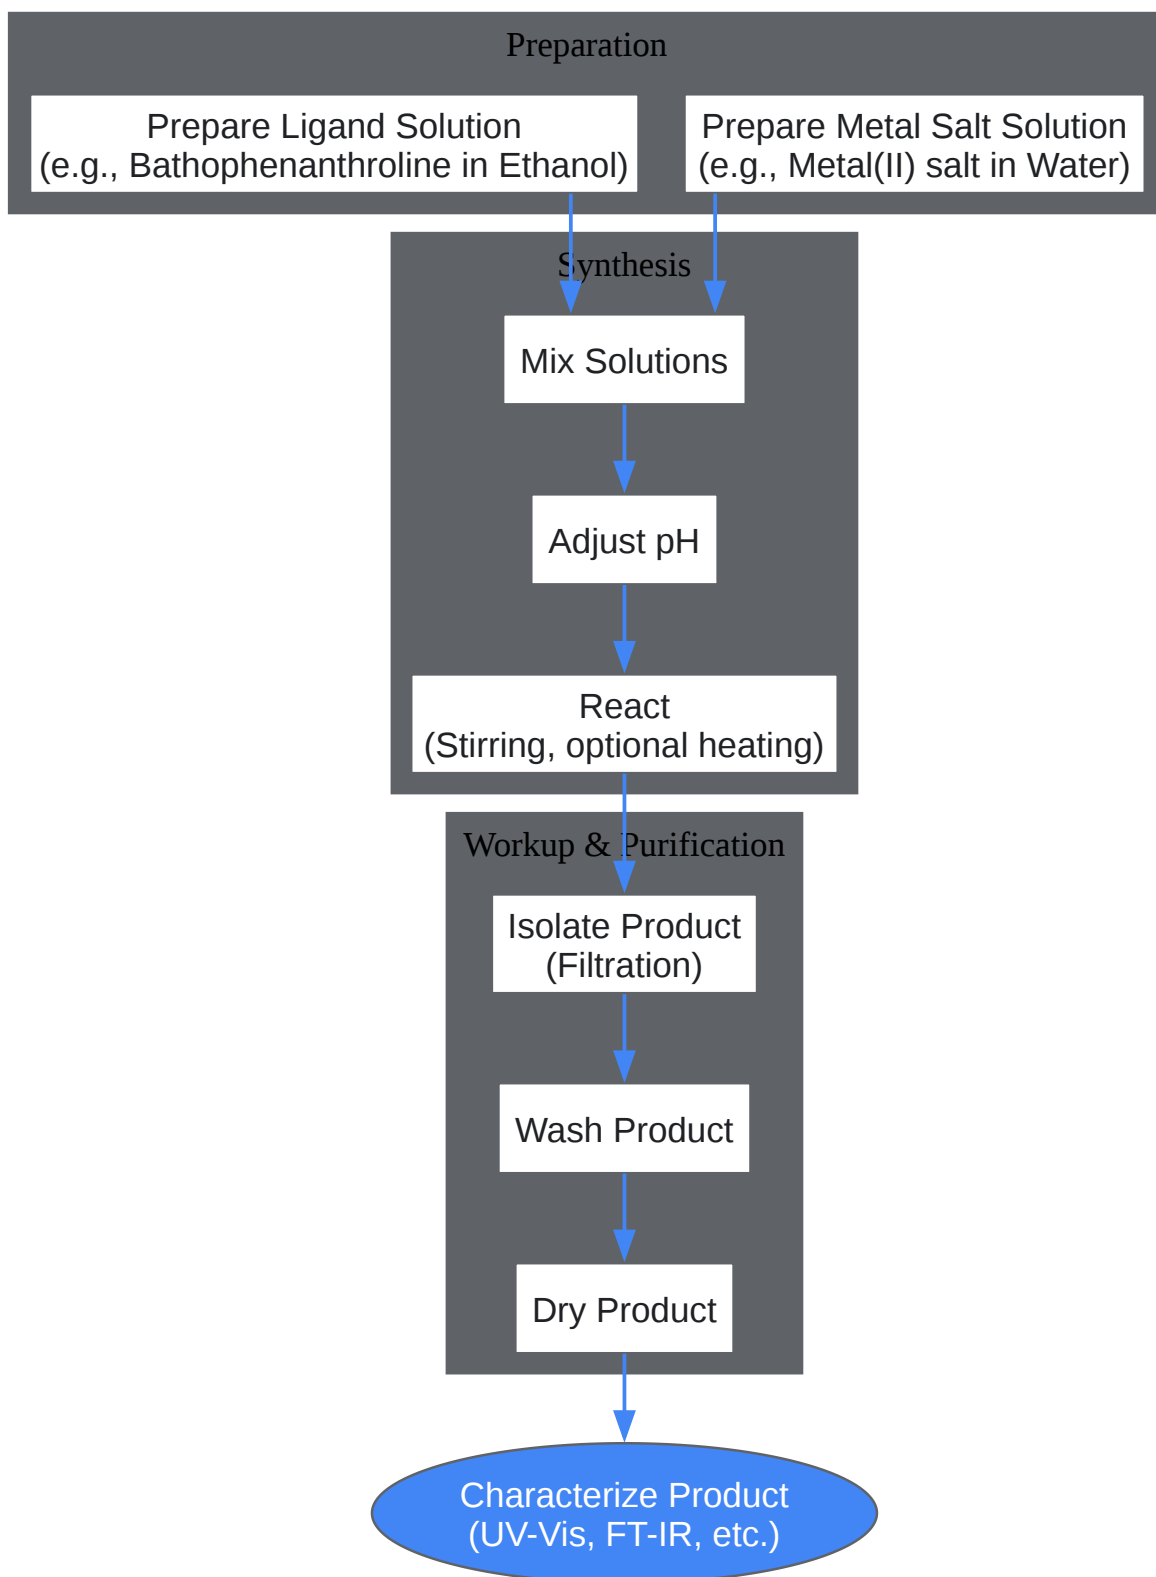 Preparation
Prepare Ligand Solution
(e.g., Bathophenanthroline in Ethanol)
Prepare Metal Salt Solution
(e.g., Metal(II) salt in Water)
Synthesis
Mix Solutions
Adjust pH
React
(Stirring, optional heating)
Workup & Purification
Isolate Product
(Filtration)
Wash Product
Dry Product
Characterize Product
(UV-Vis, FT-IR, etc.)